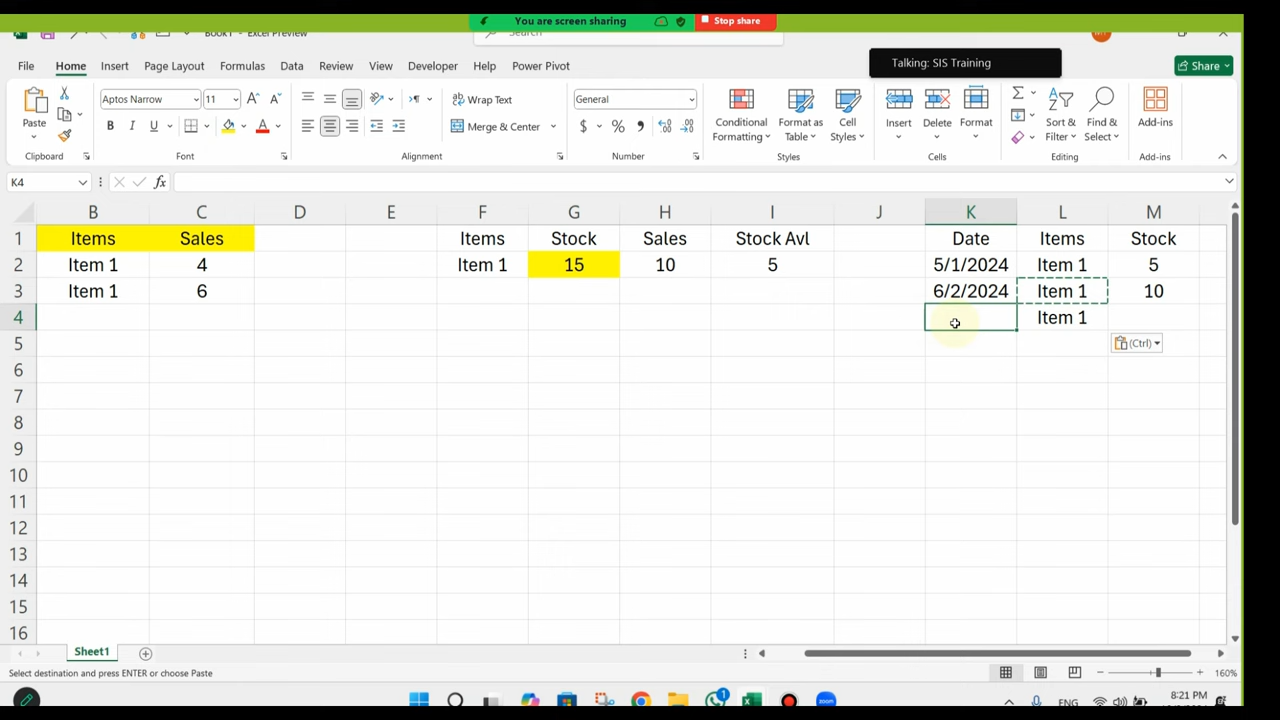 You are screen sharing
Stop share
Book1 - Excel Preview
Search
MT
Talking: SIS Training
File Home Insert Page Layout Formulas Data Review View Developer Help Power Pivot
Share
Paste
Aptos Narrow 11
B I U
Wrap Text
Merge & Center
General
$ % ,
Conditional Formatting
Format as Table
Cell Styles
Insert Delete Format
Sort & Filter
Find & Select
Add-ins
Clipboard Font Alignment Number Styles Cells Editing Add-ins
K4
fx
B C D E F G H I J K L M
1 Items Sales Items Stock Sales Stock Avl Date Items Stock
2 Item 1 4 Item 1 15 10 5 5/1/2024 Item 1 5
3 Item 1 6 6/2/2024 Item 1 10
4 Item 1
5 (Ctrl)
6
7
8
9
10
11
12
13
14
15
16
Sheet1
Select destination and press ENTER or choose Paste
160%
1
ENG
8:21 PM